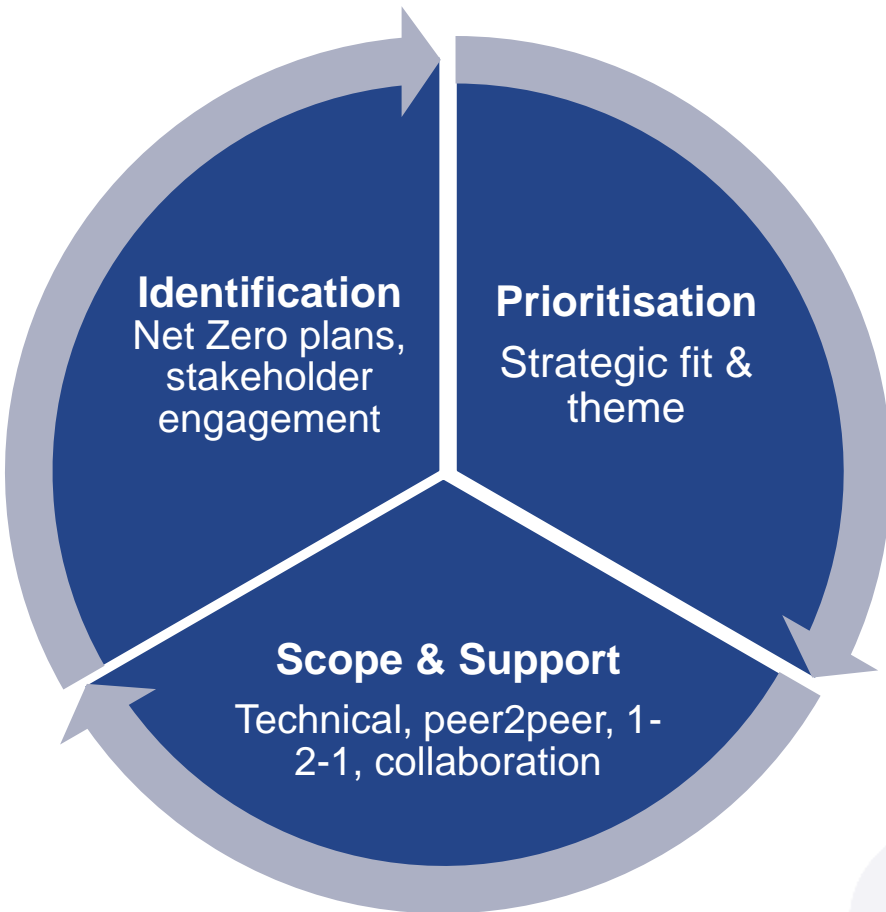 Identification
Net Zero plans,
stakeholder
engagement
Prioritisation
Strategic fit &
theme
Scope & Support
Technical, peer2peer, 1-
2-1, collaboration